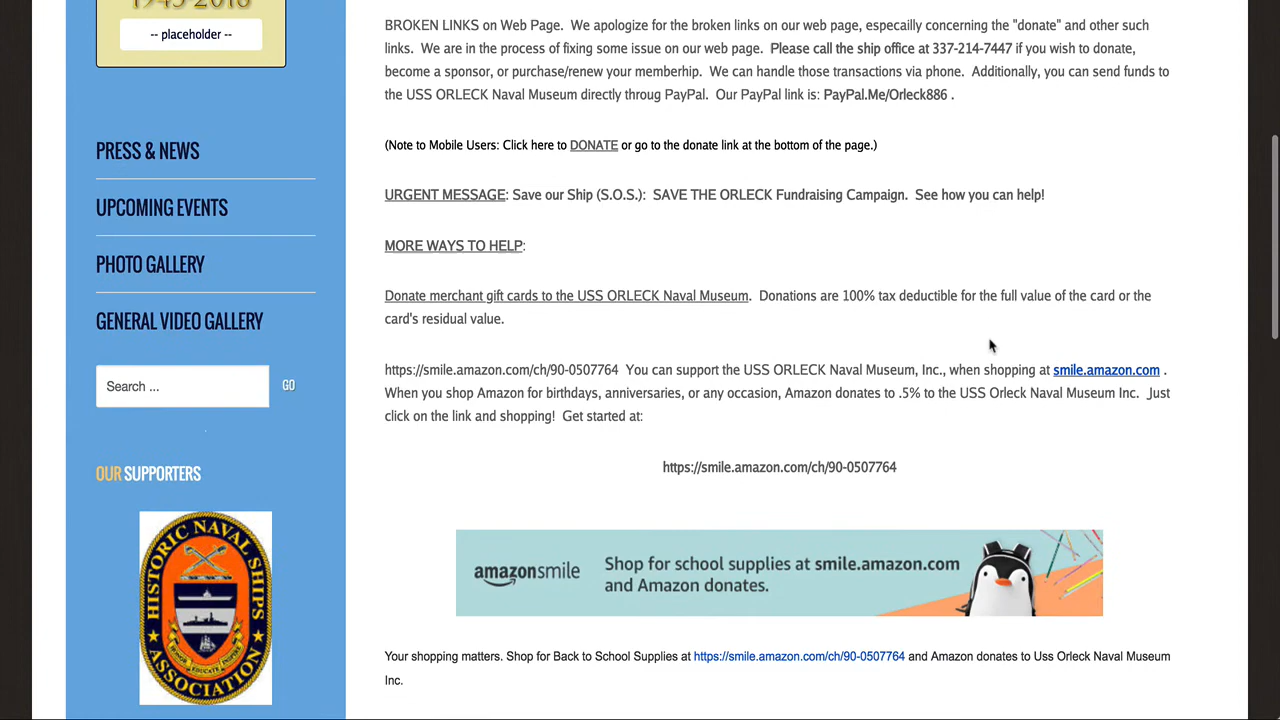 1945-2018
-- placeholder --
PRESS & NEWS
UPCOMING EVENTS
PHOTO GALLERY
GENERAL VIDEO GALLERY
Search ...
GO
OUR SUPPORTERS
HISTORIC NAVAL SHIPS
ASSOCIATION
BROKEN LINKS on Web Page. We apologize for the broken links on our web page, especailly concerning the "donate" and other such
links. We are in the process of fixing some issue on our web page. Please call the ship office at 337-214-7447 if you wish to donate,
become a sponsor, or purchase/renew your memberhip. We can handle those transactions via phone. Additionally, you can send funds to
the USS ORLECK Naval Museum directly throug PayPal. Our PayPal link is: PayPal.Me/Orleck886 .
(Note to Mobile Users: Click here to DONATE or go to the donate link at the bottom of the page.)
URGENT MESSAGE: Save our Ship (S.O.S.): SAVE THE ORLECK Fundraising Campaign. See how you can help!
MORE WAYS TO HELP:
Donate merchant gift cards to the USS ORLECK Naval Museum. Donations are 100% tax deductible for the full value of the card or the
card's residual value.
https://smile.amazon.com/ch/90-0507764 You can support the USS ORLECK Naval Museum, Inc., when shopping at smile.amazon.com .
When you shop Amazon for birthdays, anniversaries, or any occasion, Amazon donates to .5% to the USS Orleck Naval Museum Inc. Just
click on the link and shopping! Get started at:
https://smile.amazon.com/ch/90-0507764
amazonsmile
Shop for school supplies at smile.amazon.com
and Amazon donates.
Your shopping matters. Shop for Back to School Supplies at https://smile.amazon.com/ch/90-0507764 and Amazon donates to Uss Orleck Naval Museum
Inc.